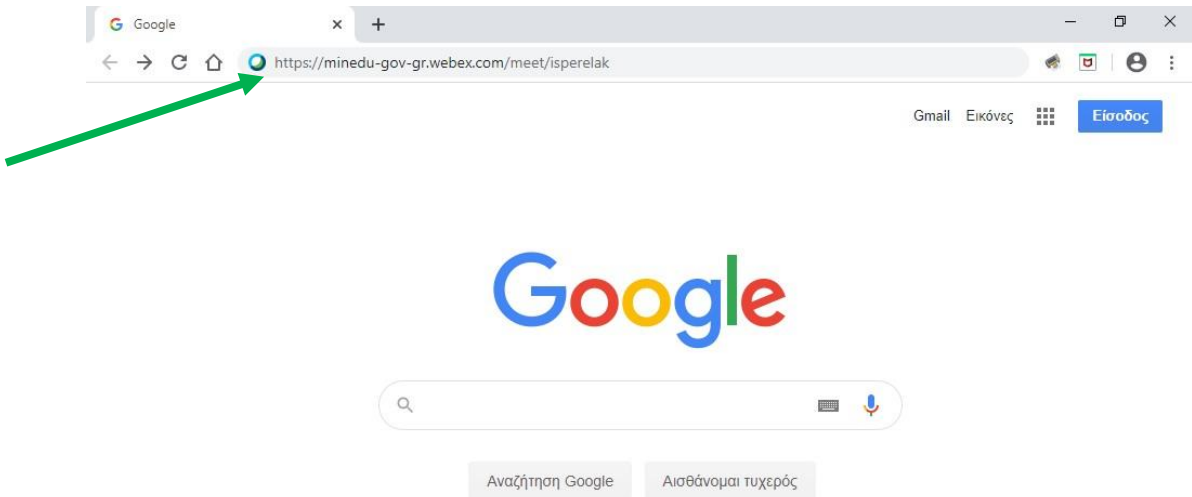 Google
https://minedu-gov-gr.webex.com/meet/isperelak
Gmail Εικόνες Είσοδος
Google
Αναζήτηση Google Αισθάνομαι τυχερός